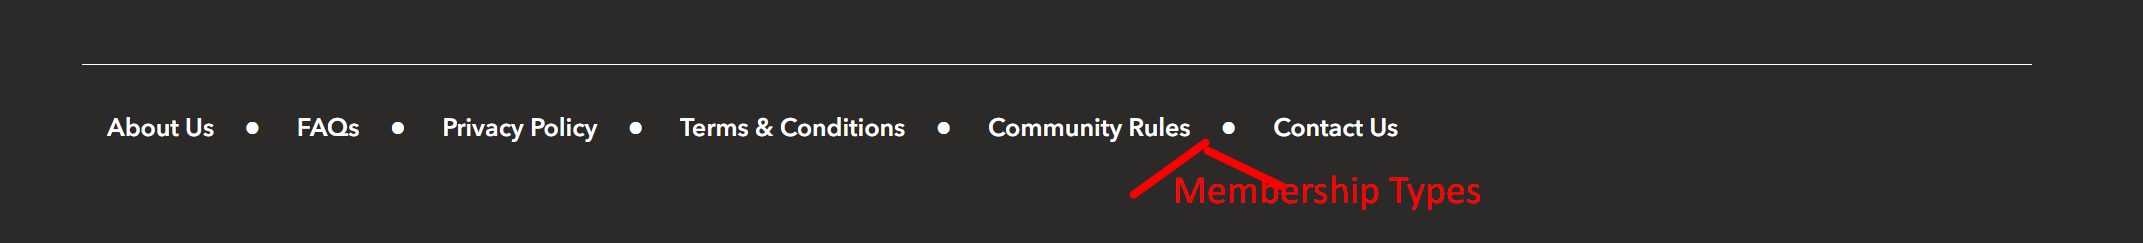 About Us • FAQs • Privacy Policy • Terms & Conditions • Community Rules • Contact Us
Membership Types